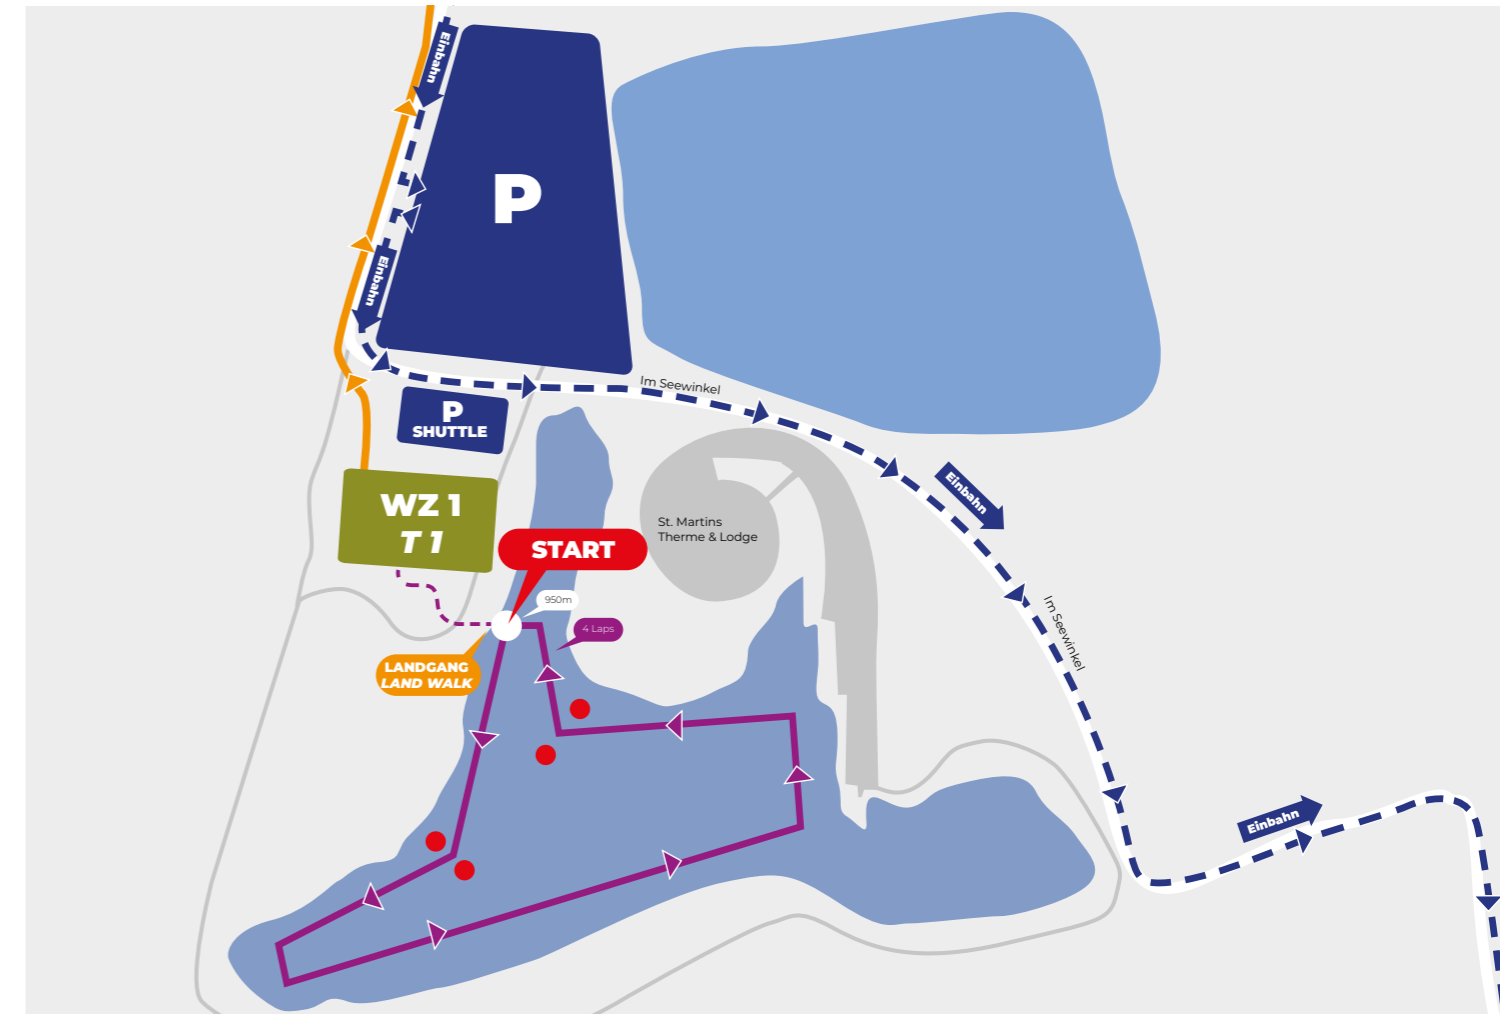 Einbahn
P
Einbahn
Im Seewinkel
P
SHUTTLE
WZ 1
T 1
START
St. Martins
Therme & Lodge
Einbahn
950m
4 Laps
Im Seewinkel
LANDGANG
LAND WALK
Einbahn